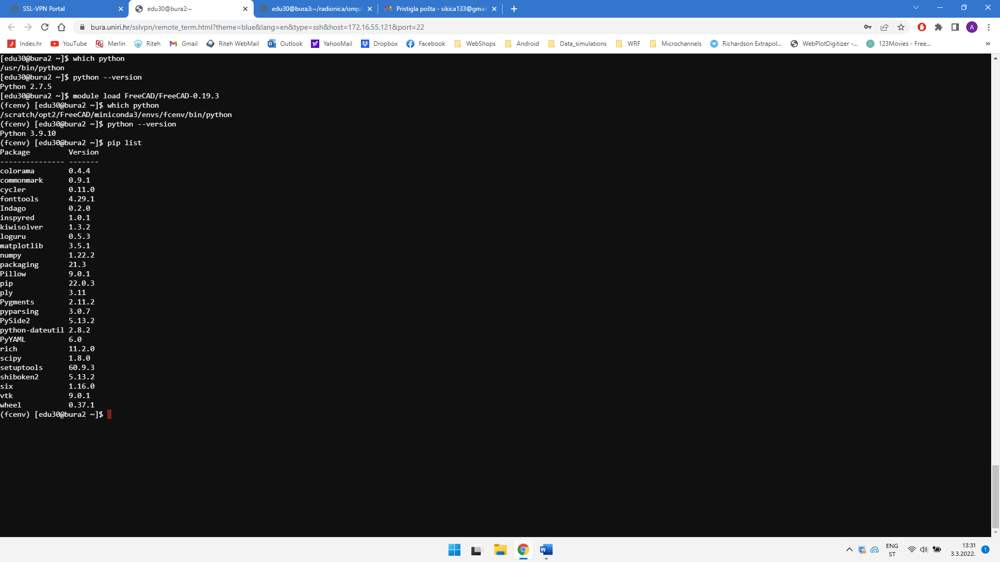 SSL-VPN Portal
edu30@bura2:~
edu30@bura3:~/radionica/omp/
Pristigla pošta - sikica133@gmai
bura.uniri.hr/sslvpn/remote_term.html?theme=blue&lang=en&type=ssh&host=172.16.55.121&port=22
A
Index.hr
YouTube
Merlin
Riteh
Gmail
Riteh WebMail
Outlook
YahooMail
Dropbox
Facebook
WebShops
Android
Data_simulations
WRF
Microchannels
Richardson Extrapol...
WebPlotDigitizer -...
123Movies - Free...
»
[edu30@bura2 ~]$ which python
/usr/bin/python
[edu30@bura2 ~]$ python --version
Python 2.7.5
[edu30@bura2 ~]$ module load FreeCAD/FreeCAD-0.19.3
(fcenv) [edu30@bura2 ~]$ which python
/scratch/opt2/FreeCAD/miniconda3/envs/fcenv/bin/python
(fcenv) [edu30@bura2 ~]$ python --version
Python 3.9.10
(fcenv) [edu30@bura2 ~]$ pip list
Package         Version
--------------- -------
colorama        0.4.4
commonmark      0.9.1
cycler          0.11.0
fonttools       4.29.1
Indago          0.2.0
inspyred        1.0.1
kiwisolver      1.3.2
loguru          0.5.3
matplotlib      3.5.1
numpy           1.22.2
packaging       21.3
Pillow          9.0.1
pip             22.0.3
ply             3.11
Pygments        2.11.2
pyparsing       3.0.7
PySide2         5.13.2
python-dateutil 2.8.2
PyYAML          6.0
rich            11.2.0
scipy           1.8.0
setuptools      60.9.3
shiboken2       5.13.2
six             1.16.0
vtk             9.0.1
wheel           0.37.1
(fcenv) [edu30@bura2 ~]$
W
ENG
ST
13:31
3.3.2022.
1